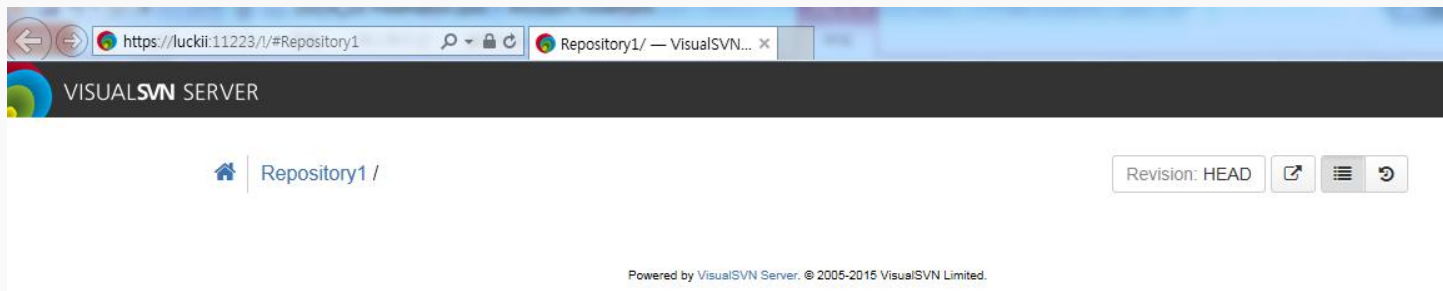 https://luckii:11223/!/#Repository1
Repository1/ — VisualSVN...
VISUALSVN SERVER
Repository1 /
Revision: HEAD
Powered by VisualSVN Server. © 2005-2015 VisualSVN Limited.